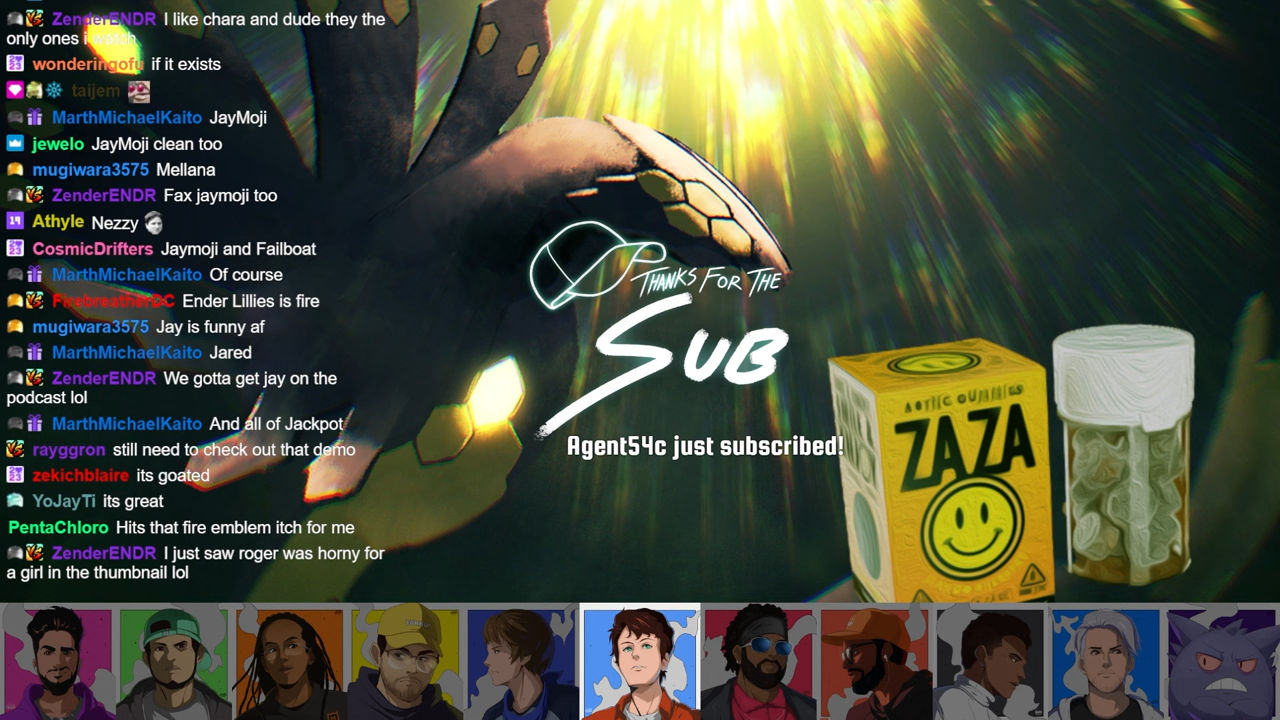 ZenderENDR I like chara and dude they the
only ones i watch
wonderingofu if it exists
taijem
MarthMichaelKaito JayMoji
jewelo JayMoji clean too
mugiwara3575 Mellana
ZenderENDR Fax jaymoji too
Athyle Nezzy
CosmicDrifters Jaymoji and Failboat
MarthMichaelKaito Of course
FirebreatherDC Ender Lillies is fire
mugiwara3575 Jay is funny af
MarthMichaelKaito Jared
ZenderENDR We gotta get jay on the
podcast lol
MarthMichaelKaito And all of Jackpot
rayggron still need to check out that demo
zekichblaire its goated
YoJayTi its great
PentaChloro Hits that fire emblem itch for me
ZenderENDR I just saw roger was horny for
a girl in the thumbnail lol
THANKS FOR THE
SUB
Agent54c just subscribed!
ZAZA